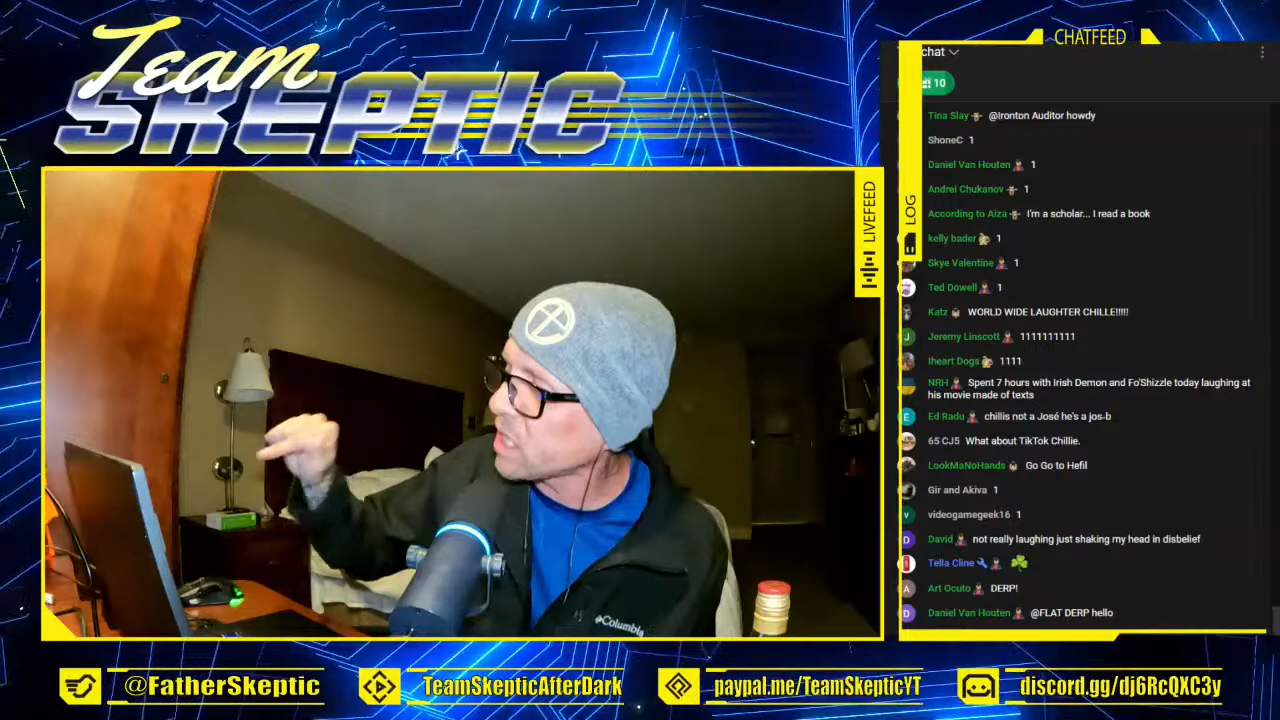 Team
SKEPTIC
CHATFEED
chat
10
LIVEFEED
LOG
Tina Slay @Ironton Auditor howdy
ShoneC 1
Daniel Van Houten 1
Andrei Chukanov 1
According to Aiza I'm a scholar... I read a book
kelly bader 1
Skye Valentine 1
Ted Dowell 1
Katz WORLD WIDE LAUGHTER CHILLE!!!!!
J Jeremy Linscott 1111111111
Iheart Dogs 1111
NRH Spent 7 hours with Irish Demon and Fo'Shizzle today laughing at
his movie made of texts
E Ed Radu chillis not a José he's a jos-b
65 CJ5 What about TikTok Chillie.
LookMaNoHands Go Go to Hefil
Gir and Akiva 1
v videogamegeek16 1
D David not really laughing just shaking my head in disbelief
Tella Cline
A Art Ocuto DERP!
D Daniel Van Houten @FLAT DERP hello
Columbia
@FatherSkeptic
TeamSkepticAfterDark
paypal.me/TeamSkepticYT
discord.gg/dj6RcQXC3y